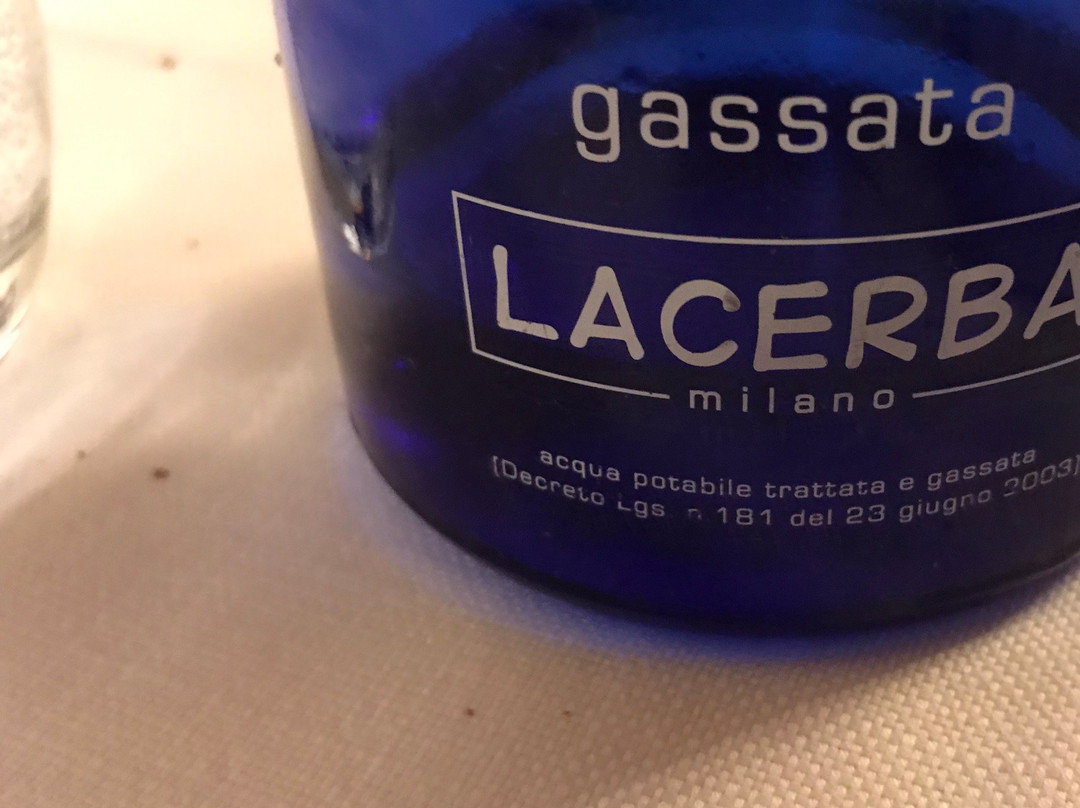 gassata
LACERBA
milano
acqua potabile trattata e gassata
(Decreto Lgs n 181 del 23 giugno 2003)